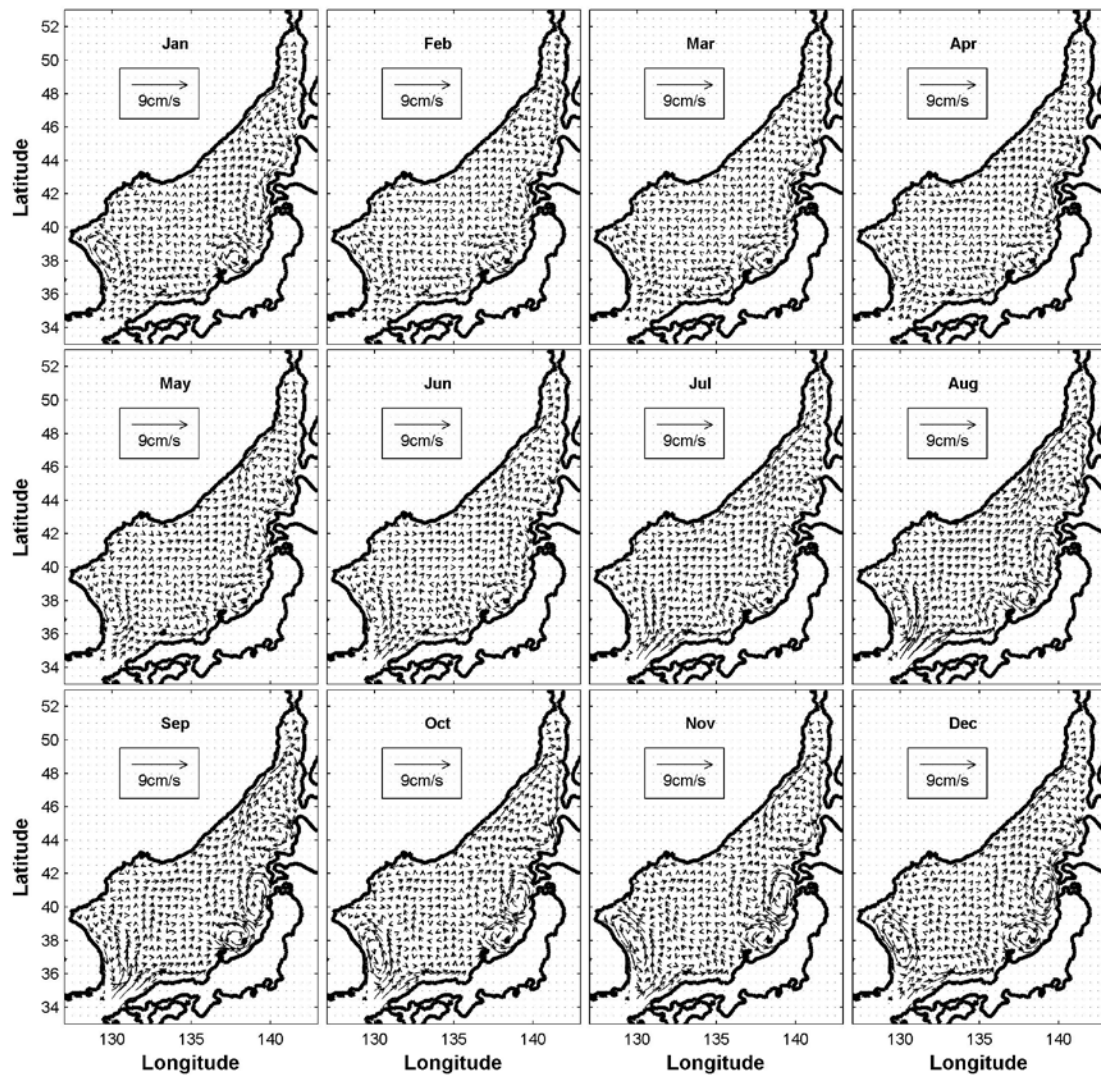 52
50
48
46
44
42
40
38
36
34
Latitude
Jan
9cm/s
Feb
9cm/s
Mar
9cm/s
Apr
9cm/s
52
50
48
46
44
42
40
38
36
34
Latitude
May
9cm/s
Jun
9cm/s
Jul
9cm/s
Aug
9cm/s
52
50
48
46
44
42
40
38
36
34
Latitude
Sep
9cm/s
Oct
9cm/s
Nov
9cm/s
Dec
9cm/s
130 135 140
130 135 140
130 135 140
130 135 140
Longitude
Longitude
Longitude
Longitude